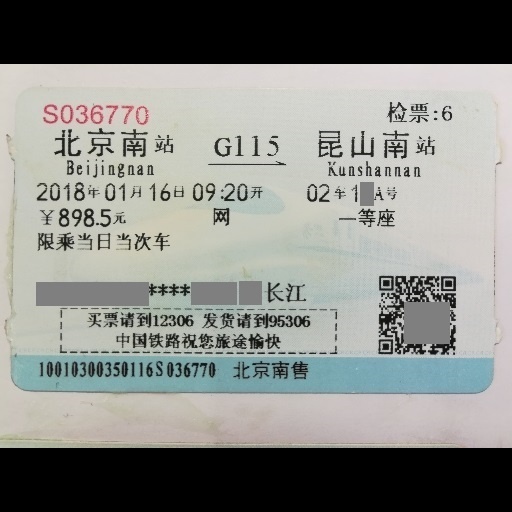 S036770 检票:6
北京南站 G115 昆山南站
Beijingnan Kunshannan
2018年01月16日09:20开 02车1 A号
￥898.5元 网 一等座
限乘当日当次车
**** 长江
买票请到12306 发货请到95306
中国铁路祝您旅途愉快
10010300350116S036770 北京南售